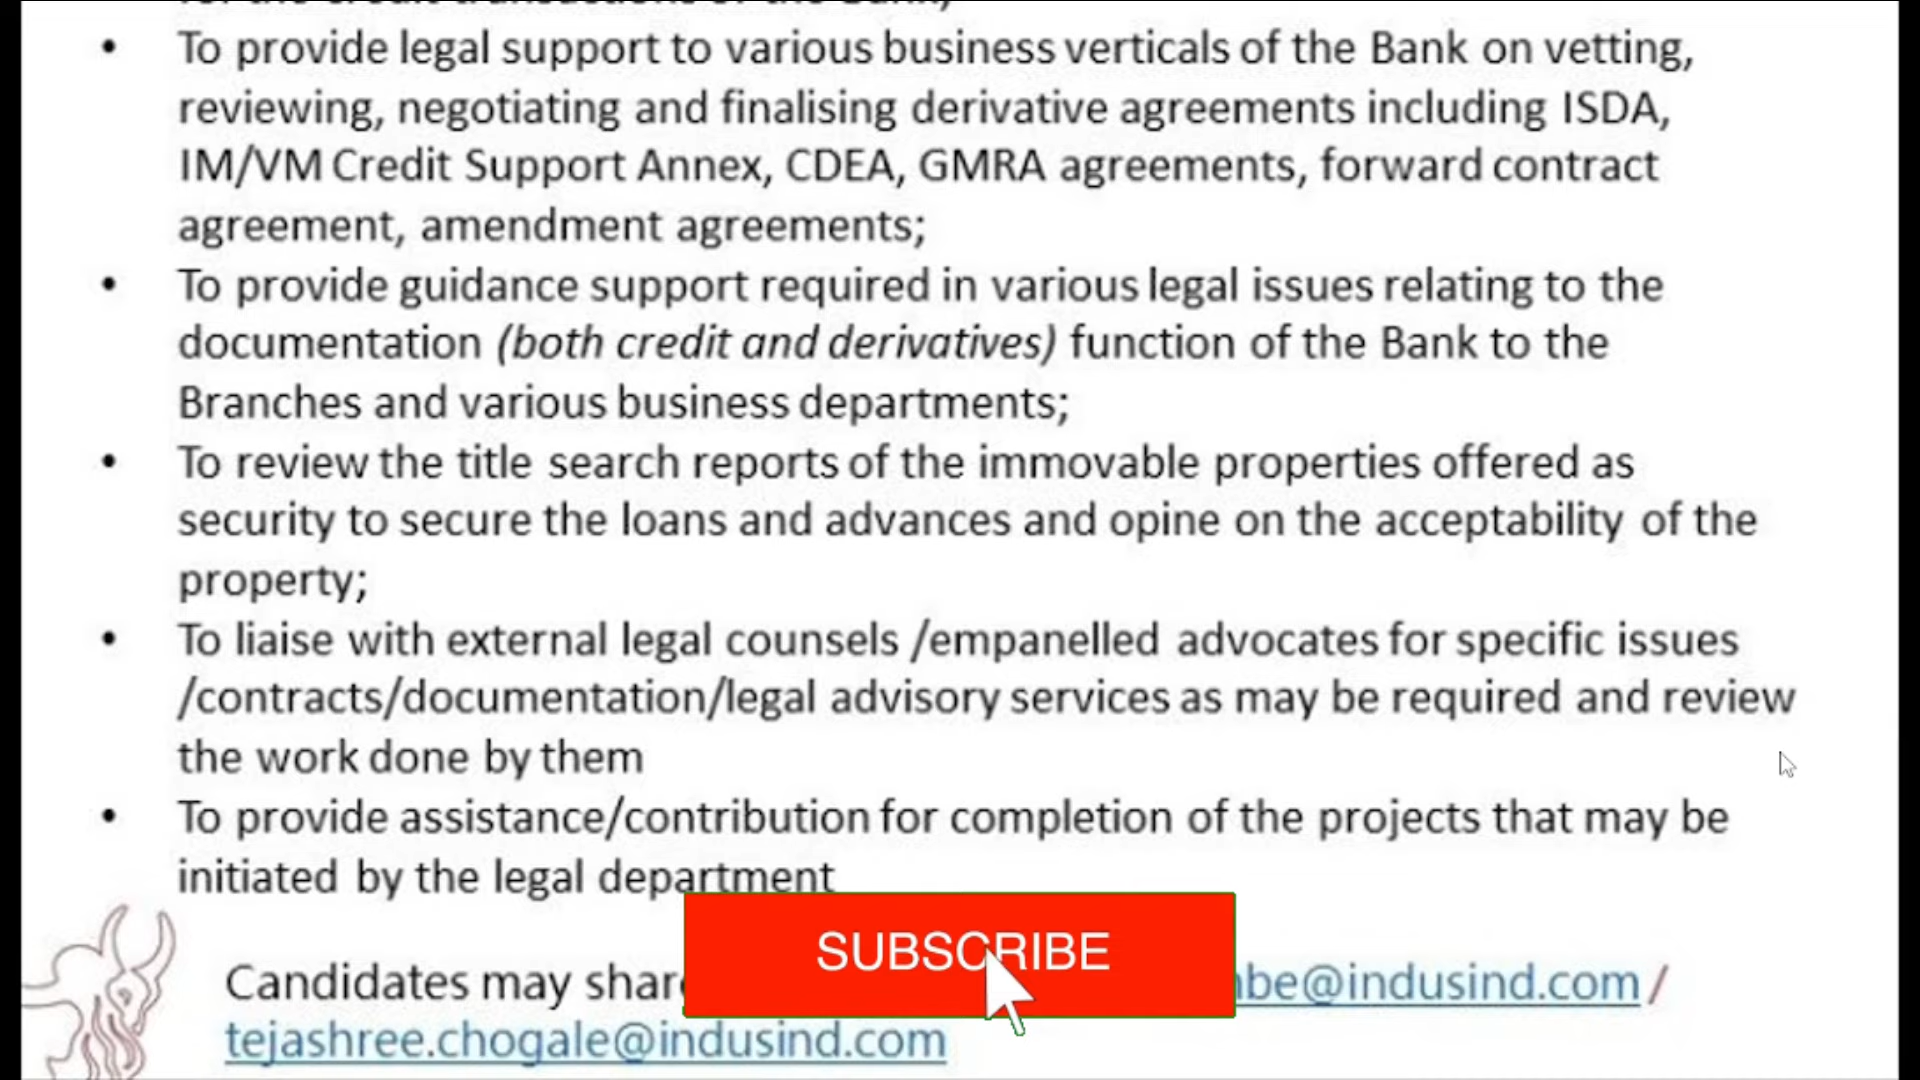 for the credit transactions of the Bank;
• To provide legal support to various business verticals of the Bank on vetting,
reviewing, negotiating and finalising derivative agreements including ISDA,
IM/VM Credit Support Annex, CDEA, GMRA agreements, forward contract
agreement, amendment agreements;
• To provide guidance support required in various legal issues relating to the
documentation (both credit and derivatives) function of the Bank to the
Branches and various business departments;
• To review the title search reports of the immovable properties offered as
security to secure the loans and advances and opine on the acceptability of the
property;
• To liaise with external legal counsels /empanelled advocates for specific issues
/contracts/documentation/legal advisory services as may be required and review
the work done by them
• To provide assistance/contribution for completion of the projects that may be
initiated by the legal department
SUBSCRIBE
Candidates may be@indusind.com /
tejashree.chogale@indusind.com